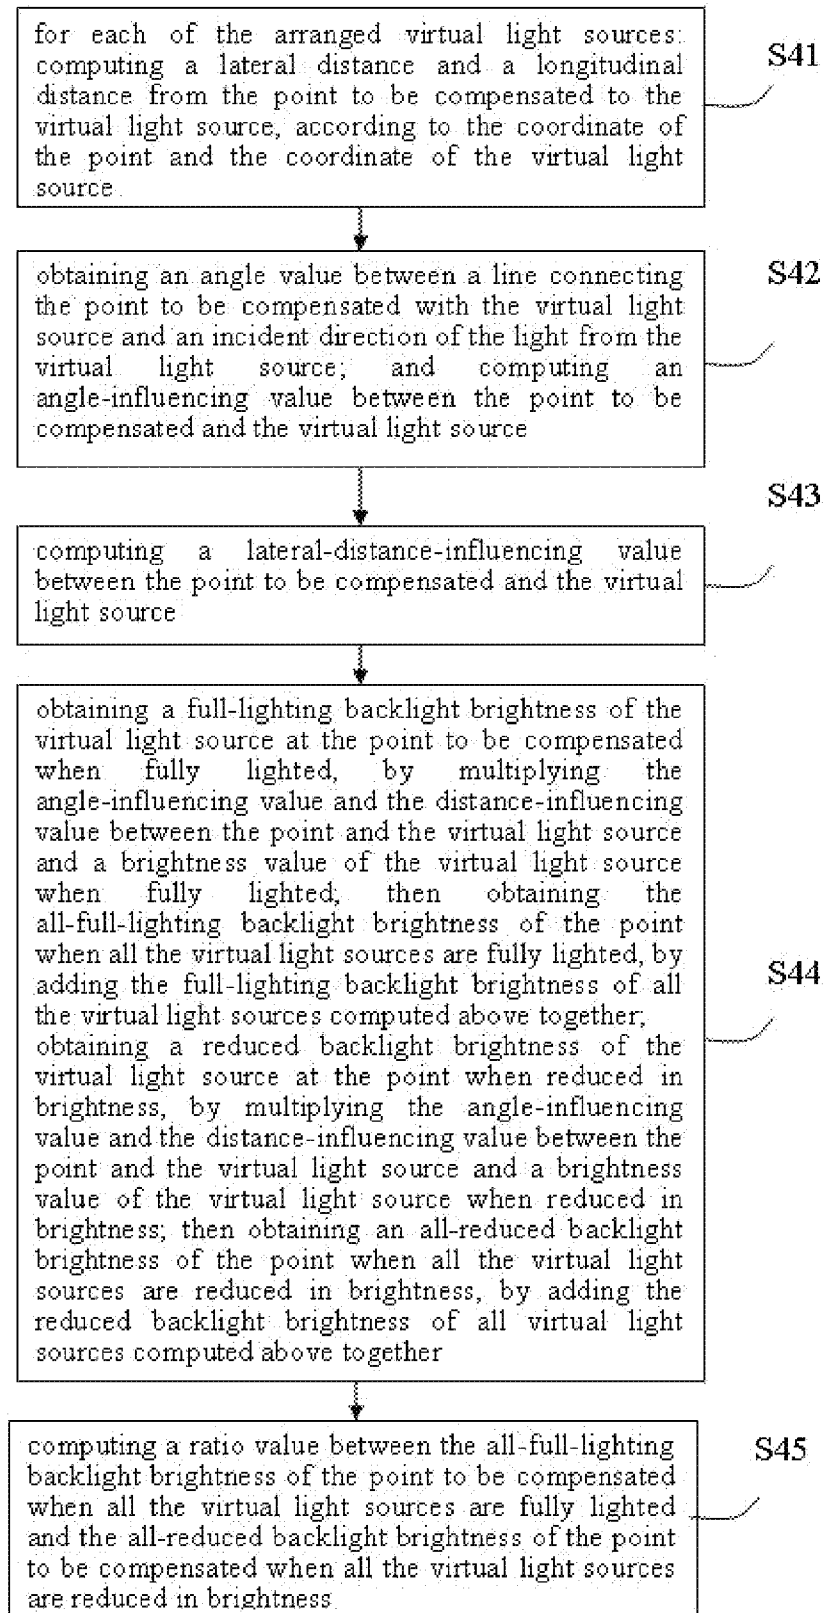 for each of the arranged virtual light sources:
computing a lateral distance and a longitudinal
distance from the point to be compensated to the
virtual light source, according to the coordinate of
the point and the coordinate of the virtual light
source.
S41
obtaining an angle value between a line connecting
the point to be compensated with the virtual light
source and an incident direction of the light from the
virtual light source; and computing an
angle-influencing value between the point to be
compensated and the virtual light source
S42
computing a lateral-distance-influencing value
between the point to be compensated and the virtual
light source
S43
obtaining a full-lighting backlight brightness of the
virtual light source at the point to be compensated
when fully lighted, by multiplying the
angle-influencing value and the distance-influencing
value between the point and the virtual light source
and a brightness value of the virtual light source
when fully lighted; then obtaining the
all-full-lighting backlight brightness of the point
when all the virtual light sources are fully lighted, by
adding the full-lighting backlight brightness of all
the virtual light sources computed above together;
obtaining a reduced backlight brightness of the
virtual light source at the point when reduced in
brightness, by multiplying the angle-influencing
value and the distance-influencing value between the
point and the virtual light source and a brightness
value of the virtual light source when reduced in
brightness; then obtaining an all-reduced backlight
brightness of the point when all the virtual light
sources are reduced in brightness, by adding the
reduced backlight brightness of all virtual light
sources computed above together
S44
computing a ratio value between the all-full-lighting
backlight brightness of the point to be compensated
when all the virtual light sources are fully lighted
and the all-reduced backlight brightness of the point
to be compensated when all the virtual light sources
are reduced in brightness
S45